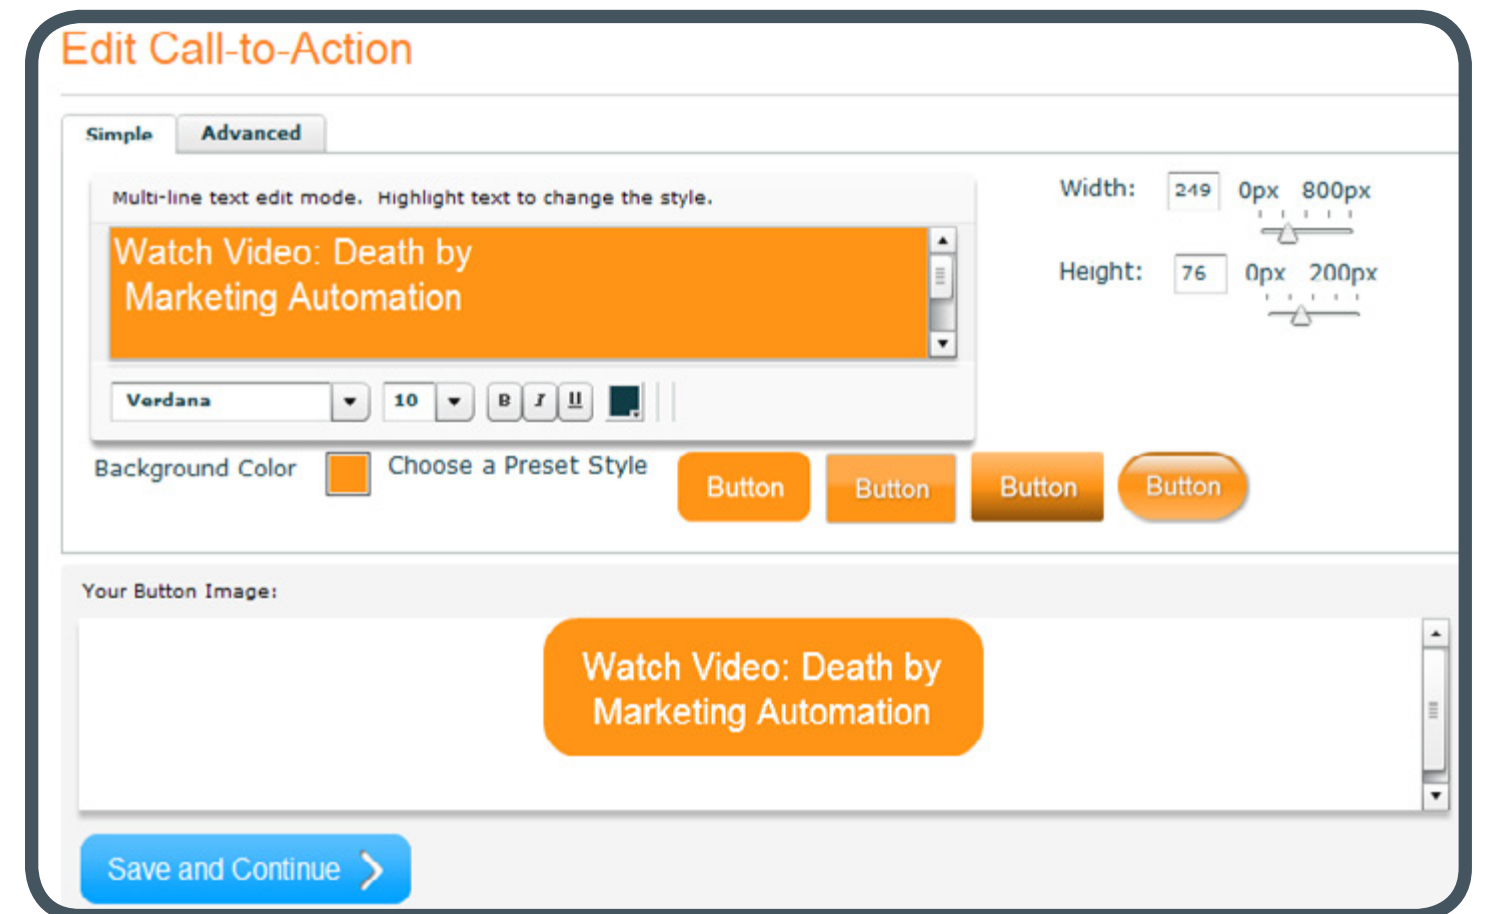 Edit Call-to-Action
Simple Advanced
Multi-line text edit mode. Highlight text to change the style.
Width: 249 0px 800px
Watch Video: Death by
Marketing Automation
Height: 76 0px 200px
Verdana 10 B I U
Background Color Choose a Preset Style Button Button Button Button
Your Button Image:
Watch Video: Death by
Marketing Automation
Save and Continue